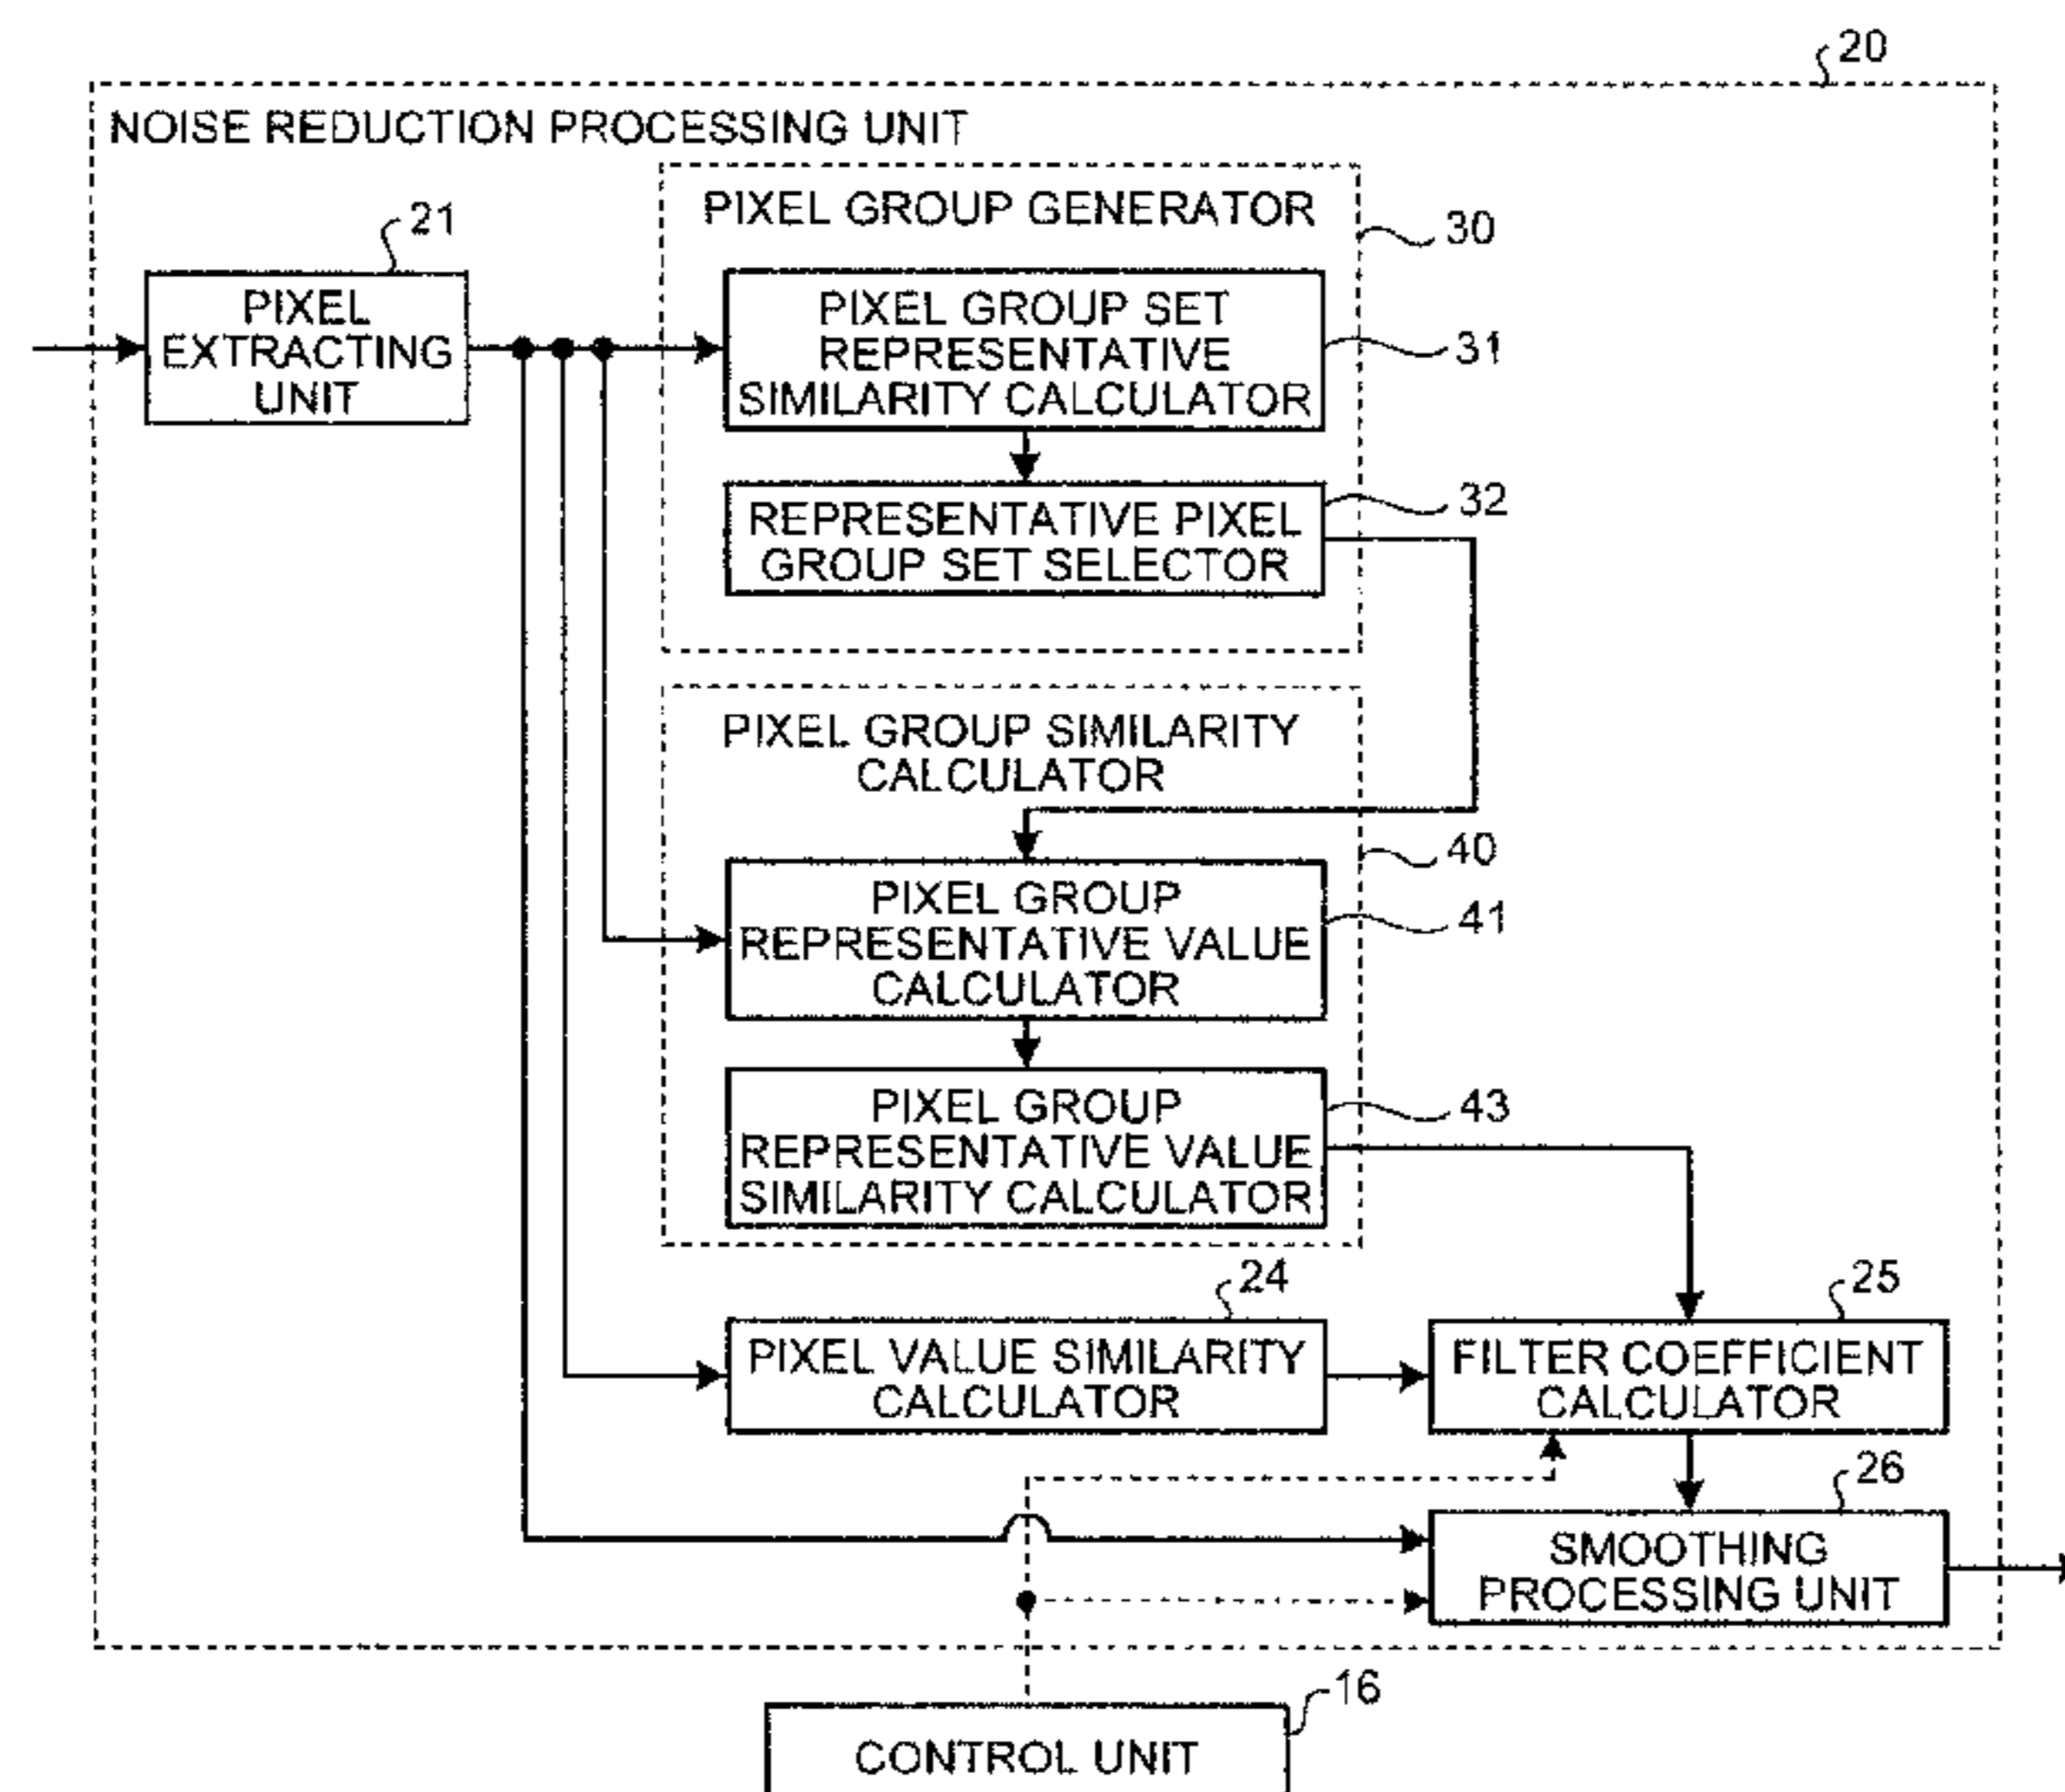 20
NOISE REDUCTION PROCESSING UNIT
PIXEL GROUP GENERATOR
30
21
PIXEL
EXTRACTING
UNIT
PIXEL GROUP SET
REPRESENTATIVE
SIMILARITY CALCULATOR
31
REPRESENTATIVE PIXEL
GROUP SET SELECTOR
32
PIXEL GROUP SIMILARITY
CALCULATOR
40
PIXEL GROUP
REPRESENTATIVE VALUE
CALCULATOR
41
PIXEL GROUP
REPRESENTATIVE VALUE
SIMILARITY CALCULATOR
43
24
PIXEL VALUE SIMILARITY
CALCULATOR
25
FILTER COEFFICIENT
CALCULATOR
26
SMOOTHING
PROCESSING UNIT
16
CONTROL UNIT